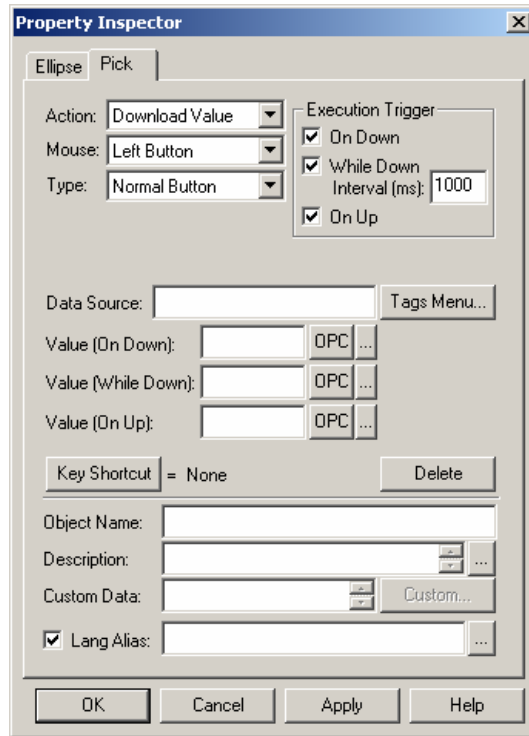 Property Inspector
Ellipse Pick
Action: Download Value
Mouse: Left Button
Type: Normal Button
Execution Trigger
On Down
While Down
Interval (ms): 1000
On Up
Data Source: Tags Menu...
Value (On Down): OPC ...
Value (While Down): OPC ...
Value (On Up): OPC ...
Key Shortcut = None Delete
Object Name:
Description: ...
Custom Data: Custom...
Lang Alias: ...
OK Cancel Apply Help